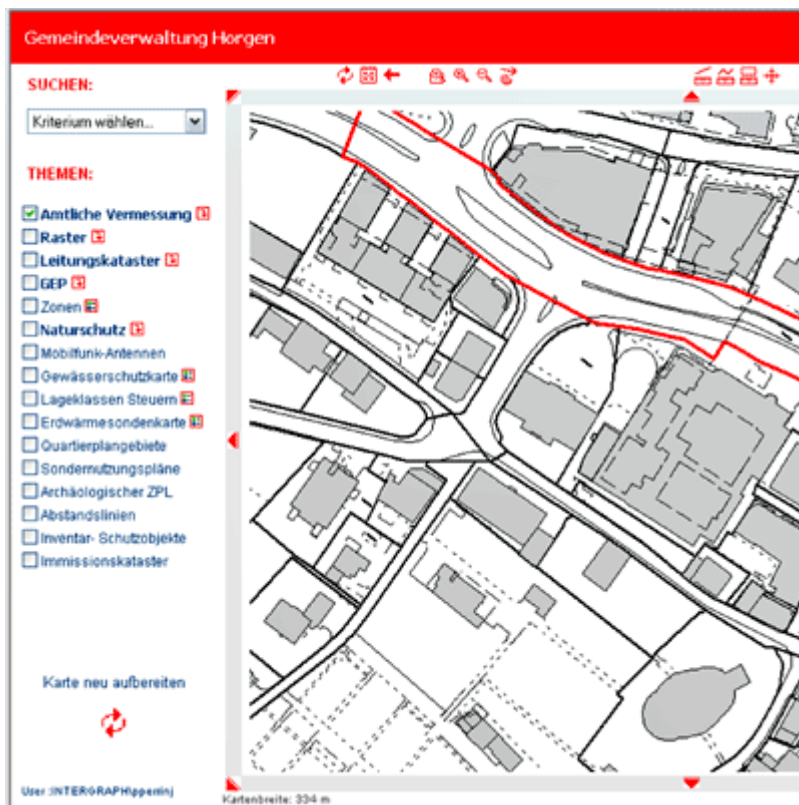 Gemeindeverwaltung Horgen
SUCHEN:
Kriterium wählen...
THEMEN:
Amtliche Vermessung
Raster
Leitungskataster
GEP
Zonen
Naturschutz
Mobilfunk-Antennen
Gewässerschutzkarte
Lageklassen Steuern
Erdwärmesondenkarte
Quartierplangebiete
Sondernutzungspläne
Archäologischer ZPL
Abstandslinien
Inventar- Schutzobjekte
Immissionskataster
Karte neu aufbereiten
User :INTERGRAPH\
Kartenbreite: 334 m
7